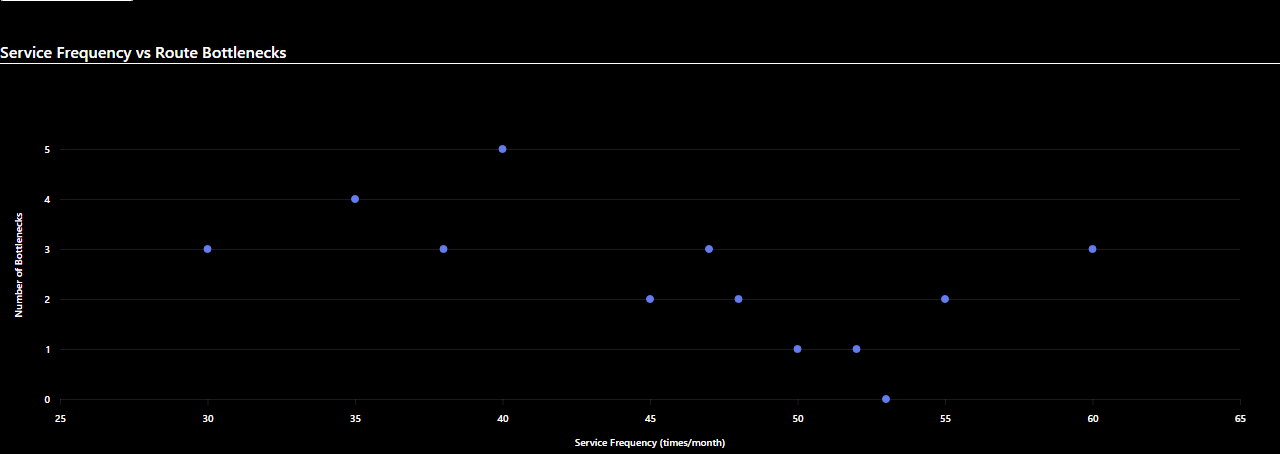 Service Frequency vs Route Bottlenecks
5
4
3
2
1
0
Number of Bottlenecks
25 30 35 40 45 50 55 60 65
Service Frequency (times/month)